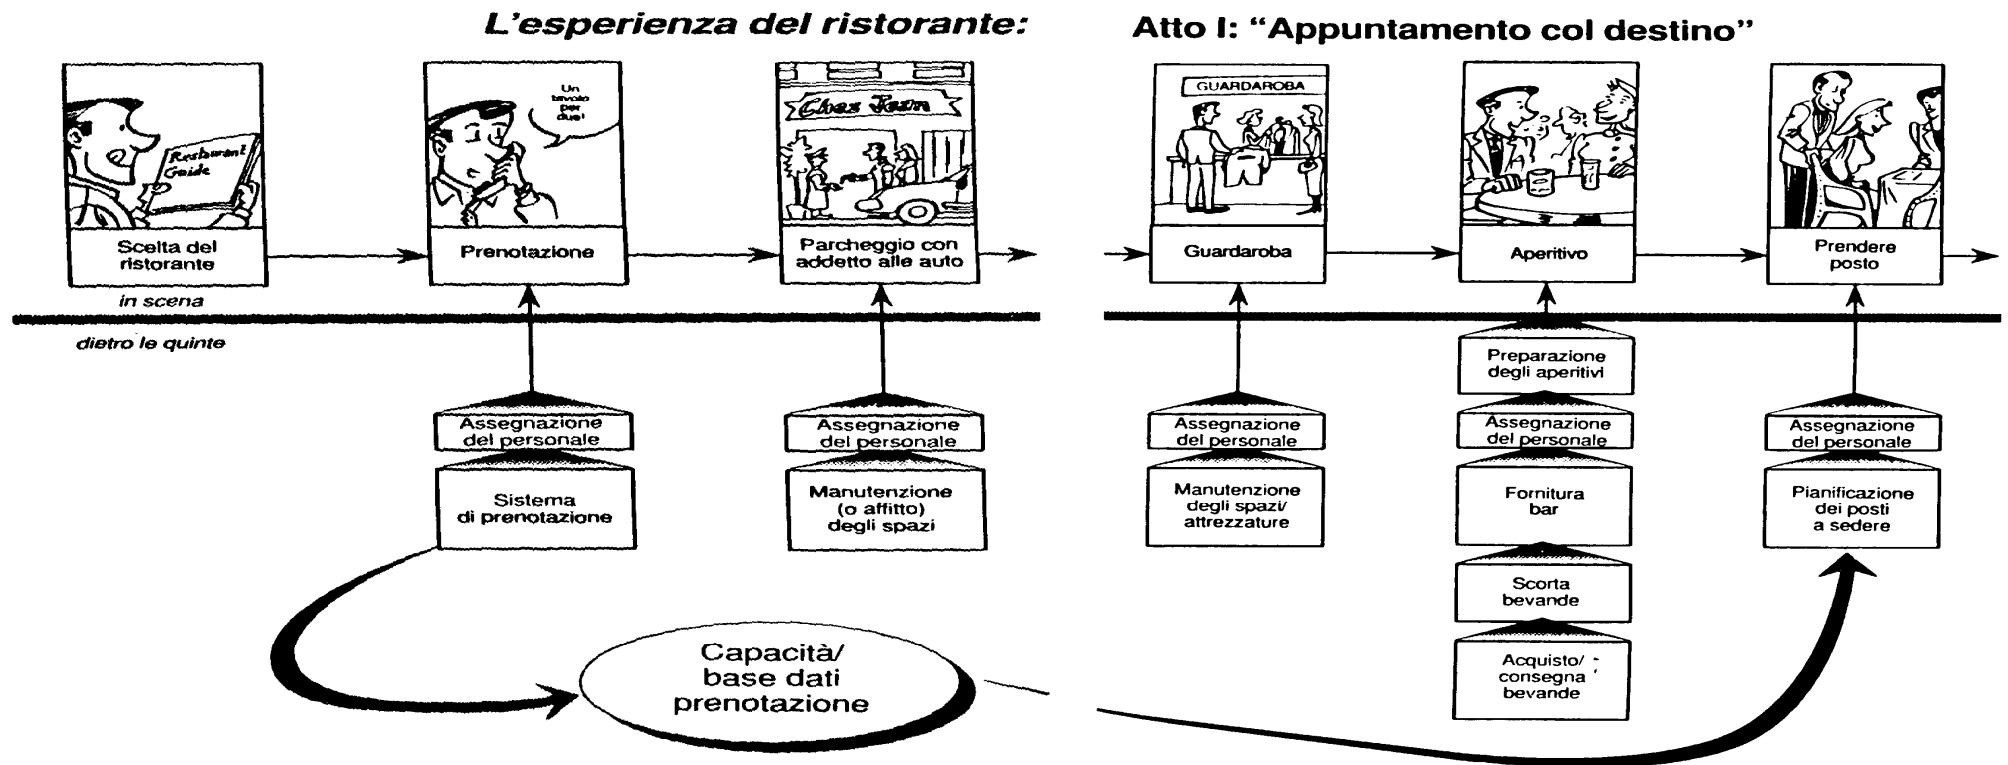 L'esperienza del ristorante:
Atto I: “Appuntamento col destino”
Restaurant
Guide
Scelta del
ristorante
Un
tavolo
per
due!
Prenotazione
Chez Jean
Parcheggio con
addetto alle auto
GUARDAROBA
Guardaroba
Aperitivo
Prendere
posto
in scena
dietro le quinte
Assegnazione
del personale
Sistema
di prenotazione
Assegnazione
del personale
Manutenzione
(o affitto)
degli spazi
Assegnazione
del personale
Manutenzione
degli spazi/
attrezzature
Preparazione
degli aperitivi
Assegnazione
del personale
Fornitura
bar
Scorta
bevande
Acquisto/
consegna
bevande
Assegnazione
del personale
Pianificazione
dei posti
a sedere
Capacità/
base dati
prenotazione